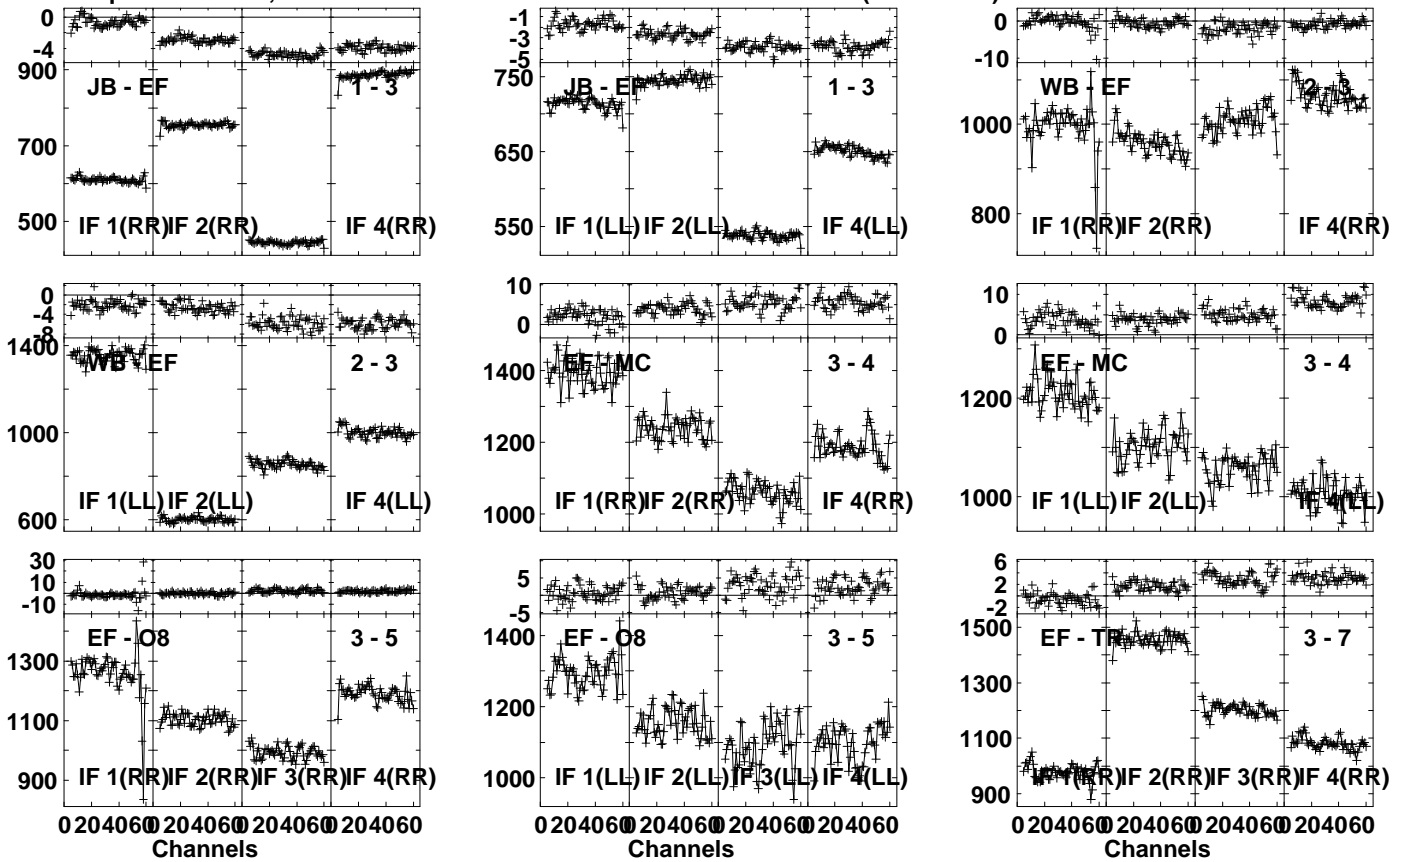 0 -1 0
-4 -3 -10
-5
900 JB - EF 1 - 3 750 JB - EF 1 - 3 WB - EF 2 - 3
700 650 1000
500 550 800
IF 1(RR) IF 2(RR) IF 4(RR) IF 1(LL) IF 2(LL) IF 4(LL) IF 1(RR) IF 2(RR) IF 4(RR)
0 10 10
-4 0 0
-8
1400 WB - EF 2 - 3 1400 EF - MC 3 - 4 EF - MC 3 - 4
1000 1200 1200
600 1000 1000
IF 1(LL) IF 2(LL) IF 4(LL) IF 1(RR) IF 2(RR) IF 4(RR) IF 1(LL) IF 2(LL) IF 4(LL)
30 5 6
10 -5 2
-10 -2
1300 EF - O8 3 - 5 1400 EF - O8 3 - 5 1500 EF - TR 3 - 7
1100 1200 1300
900 1000 1100
900
IF 1(RR) IF 2(RR) IF 3(RR) IF 4(RR) IF 1(LL) IF 2(LL) IF 3(LL) IF 4(LL) IF 1(RR) IF 2(RR) IF 3(RR) IF 4(RR)
0 204060 0 204060 0 204060 0 204060 0 204060 0 204060 0 204060 0 204060 0 204060 0 204060 0 204060 0 204060
Channels Channels Channels